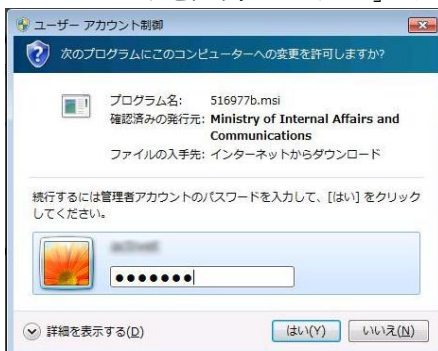 ユーザー アカウント制御
次のプログラムにこのコンピューターへの変更を許可しますか?
プログラム名: 516977b.msi
確認済みの発行元: Ministry of Internal Affairs and
Communications
ファイルの入手先: インターネットからダウンロード
続行するには管理者アカウントのパスワードを入力して、[はい] をクリック
してください。
●●●●●●●
詳細を表示する(D)
はい(Y)
いいえ(N)